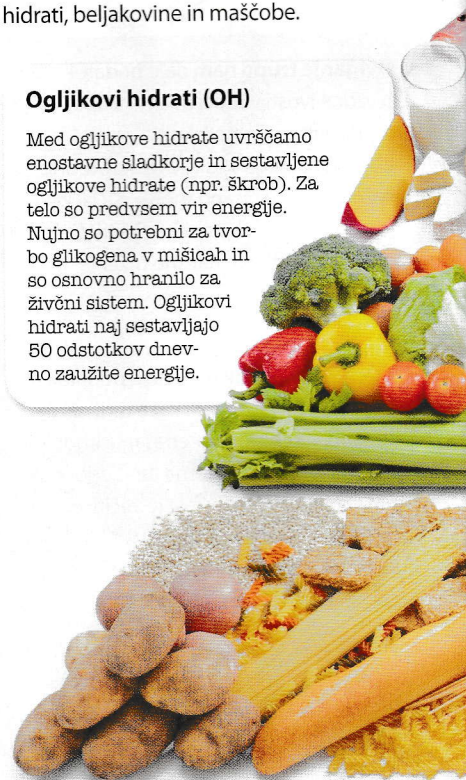 hidrati, beljakovine in maščobe.
Ogljikovi hidrati (OH)
Med ogljikove hidrate uvrščamo
enostavne sladkorje in sestavljene
ogljikove hidrate (npr. škrob). Za
telo so predvsem vir energije.
Nujno so potrebni za tvor-
bo glikogena v mišicah in
so osnovno hranilo za
živčni sistem. Ogljikovi
hidrati naj sestavljajo
50 odstotkov dnev-
no zaužite energije.